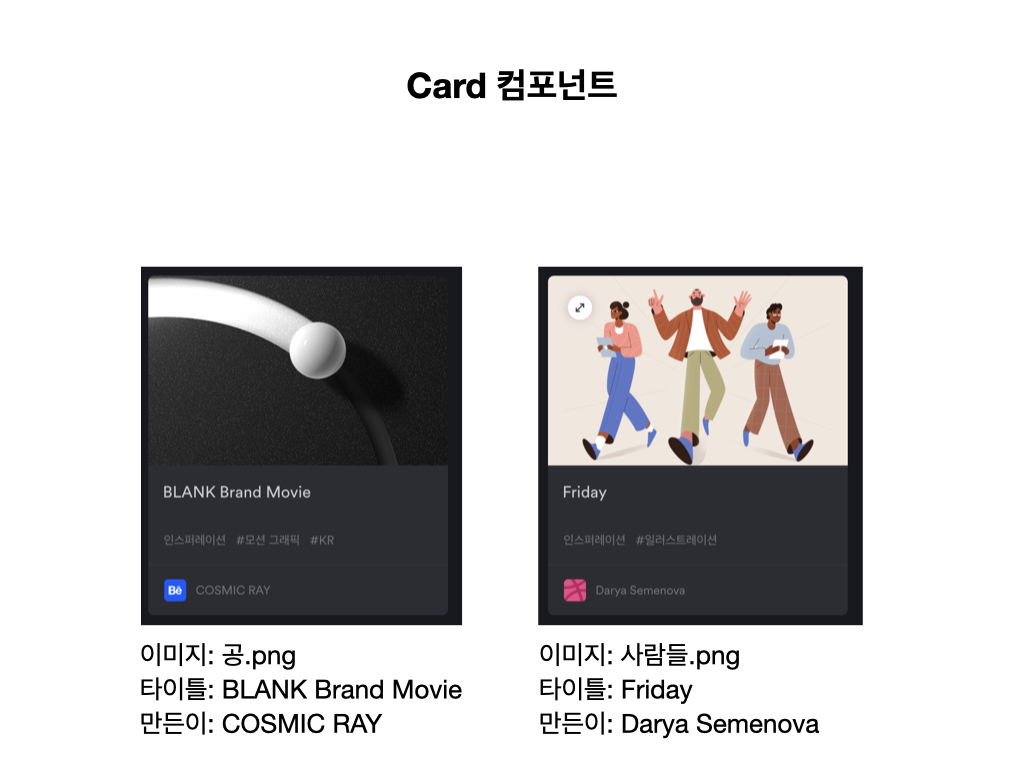 Card 컴포넌트
BLANK Brand Movie
인스퍼레이션 #모션 그래픽 #KR
Bē COSMIC RAY
이미지: 공.png
타이틀: BLANK Brand Movie
만든이: COSMIC RAY
Friday
인스퍼레이션 #일러스트레이션
Darya Semenova
이미지: 사람들.png
타이틀: Friday
만든이: Darya Semenova